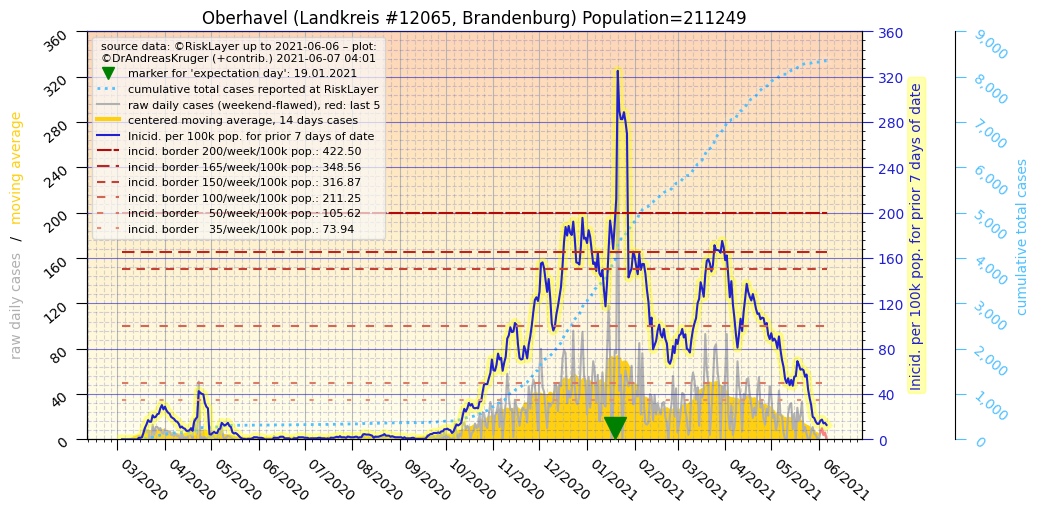 Oberhavel (Landkreis #12065, Brandenburg) Population=211249
source data: ©RiskLayer up to 2021-06-06 – plot:
©DrAndreasKruger (+contrib.) 2021-06-07 04:01
marker for 'expectation day': 19.01.2021
cumulative total cases reported at RiskLayer
raw daily cases (weekend-flawed), red: last 5
centered moving average, 14 days cases
Inicid. per 100k pop. for prior 7 days of date
incid. border 200/week/100k pop.: 422.50
incid. border 165/week/100k pop.: 348.56
incid. border 150/week/100k pop.: 316.87
incid. border 100/week/100k pop.: 211.25
incid. border   50/week/100k pop.: 105.62
incid. border   35/week/100k pop.: 73.94
raw daily cases  /  moving average
360
320
280
240
200
160
120
80
40
0
03/2020
04/2020
05/2020
06/2020
07/2020
08/2020
09/2020
10/2020
11/2020
12/2020
01/2021
02/2021
03/2021
04/2021
05/2021
06/2021
360
320
280
240
200
160
120
80
40
0
Inicid. per 100k pop. for prior 7 days of date
9,000
8,000
7,000
6,000
5,000
4,000
3,000
2,000
1,000
0
cumulative total cases